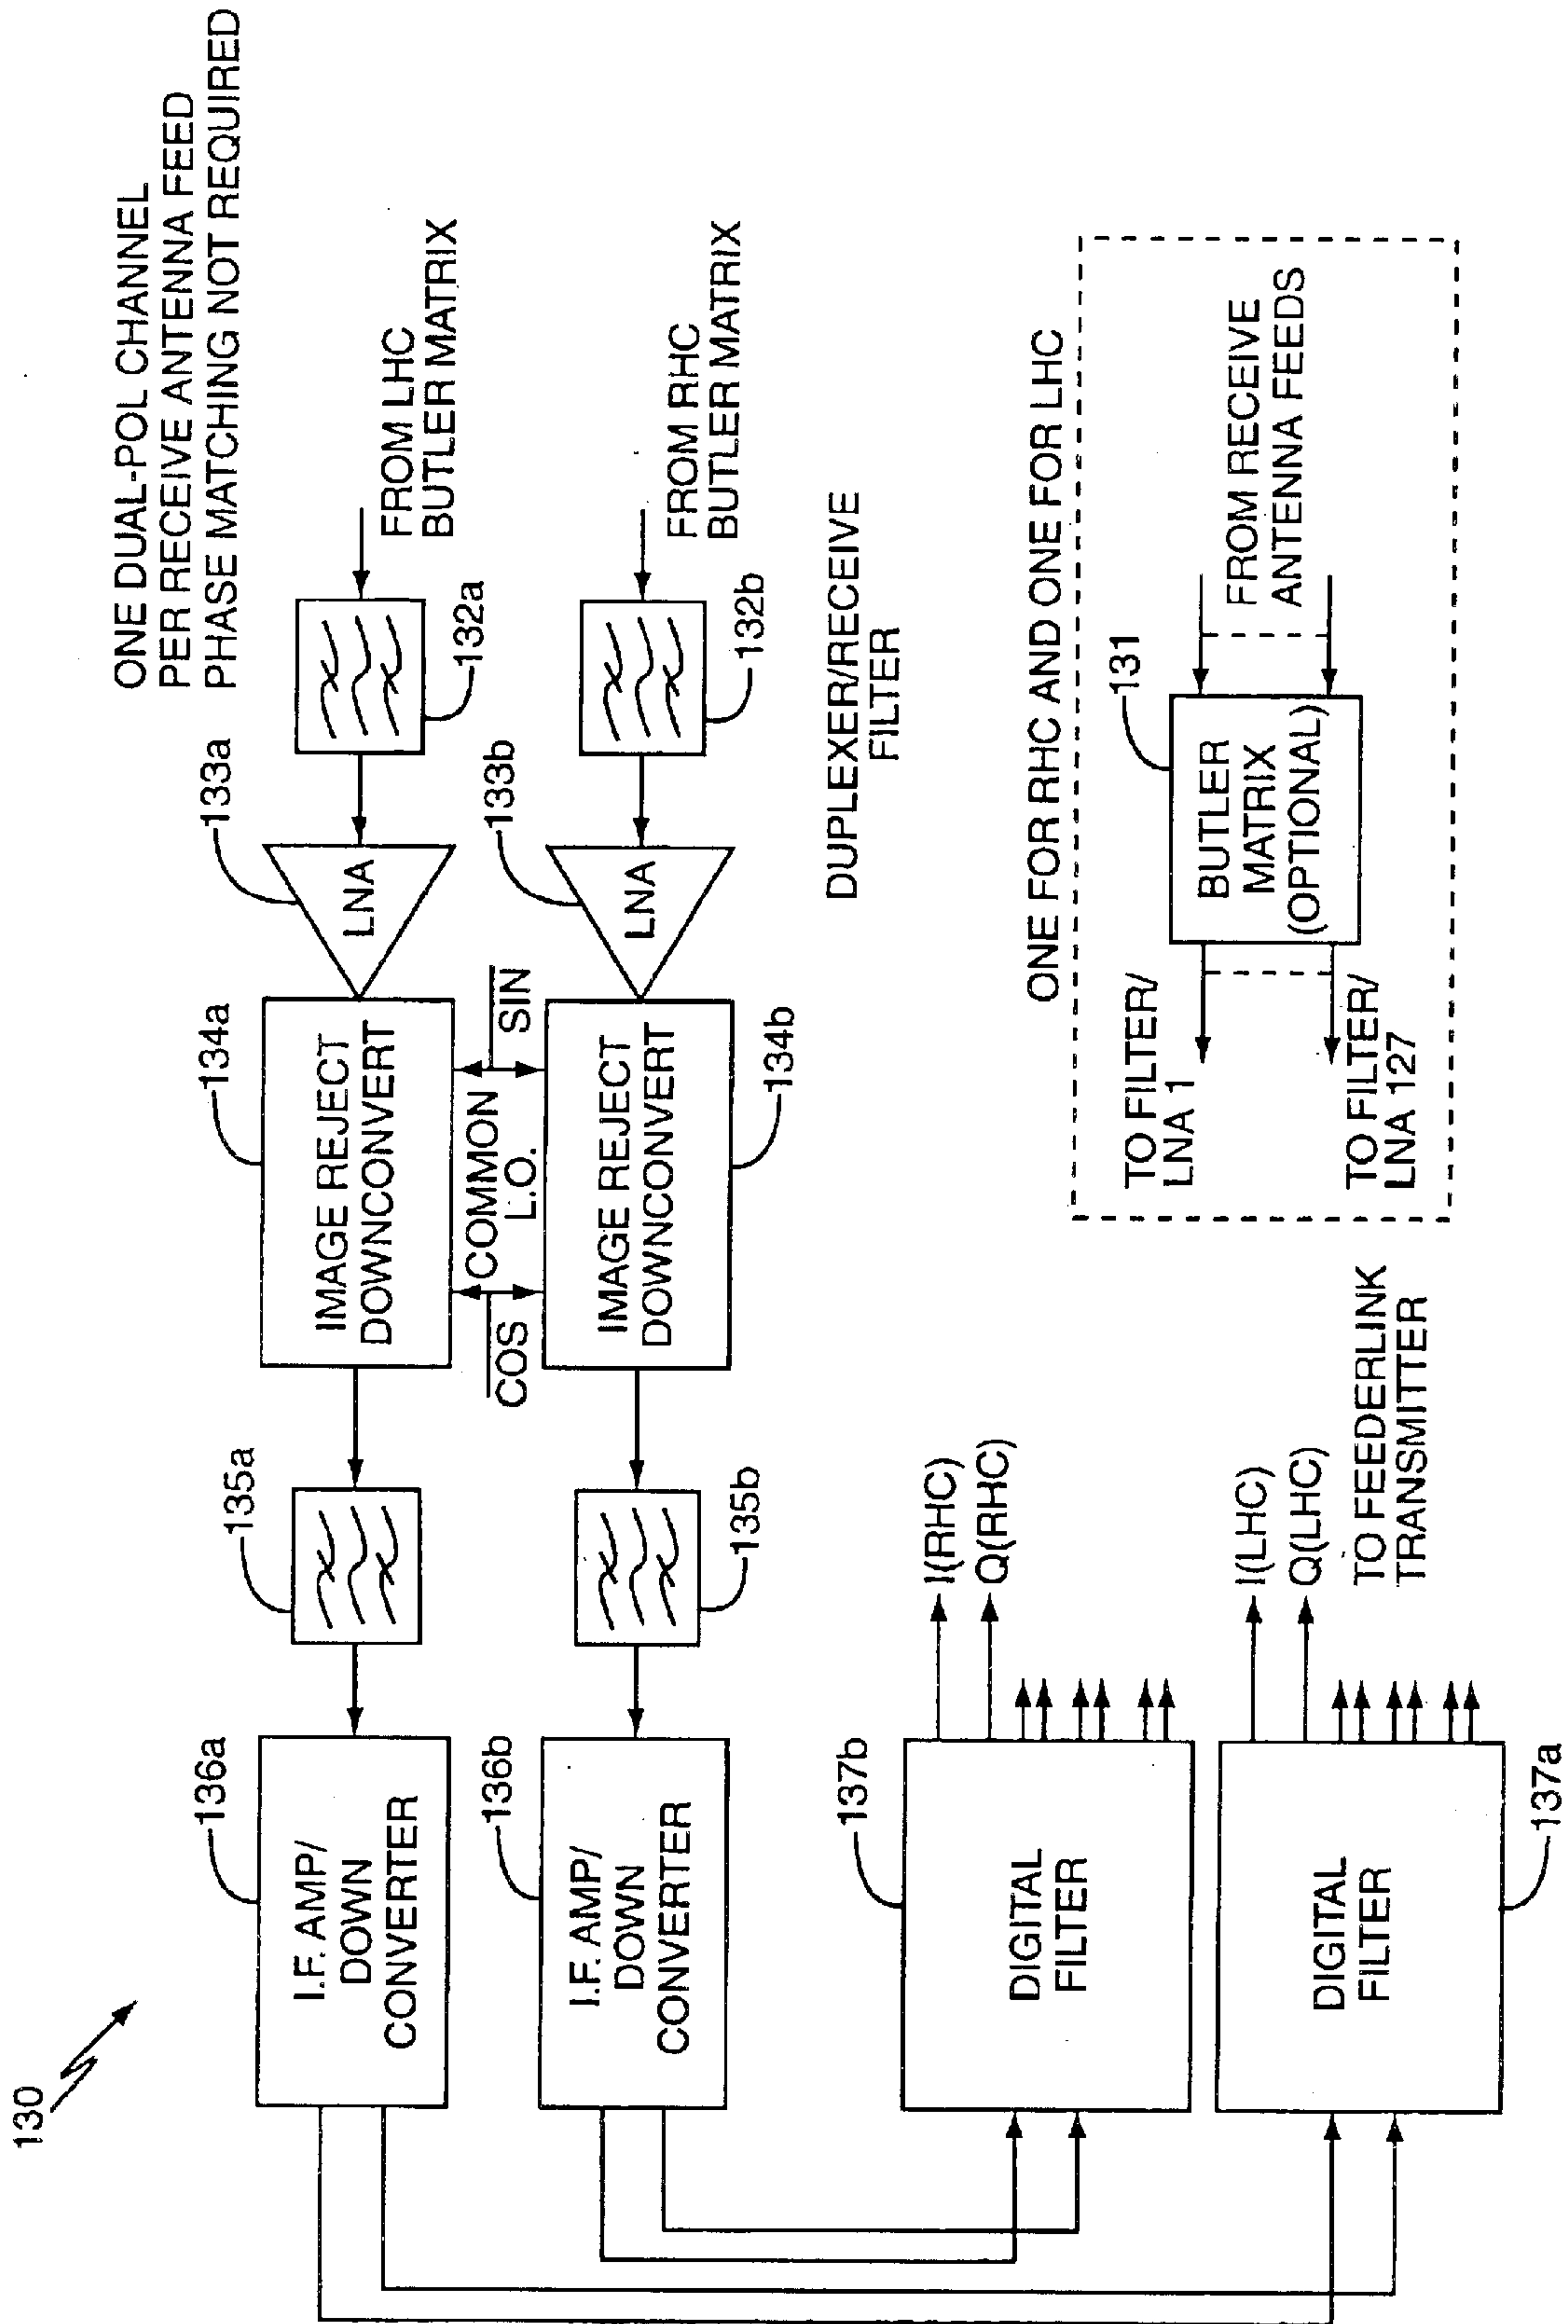 130
ONE DUAL-POL CHANNEL
PER RECEIVE ANTENNA FEED
PHASE MATCHING NOT REQUIRED
136a
I.F. AMP/
DOWN
CONVERTER
135a
134a
IMAGE REJECT
DOWNCONVERT
133a
LNA
132a
FROM LHC
BUTLER MATRIX
COS
COMMON
L.O.
SIN
136b
I.F. AMP/
DOWN
CONVERTER
135b
IMAGE REJECT
DOWNCONVERT
134b
133b
LNA
132b
FROM RHC
BUTLER MATRIX
DUPLEXER/RECEIVE
FILTER
137b
DIGITAL
FILTER
I(RHC)
Q(RHC)
DIGITAL
FILTER
137a
I(LHC)
Q(LHC)
TO FEEDERLINK
TRANSMITTER
ONE FOR RHC AND ONE FOR LHC
TO FILTER/
LNA 1
TO FILTER/
LNA 127
131
BUTLER
MATRIX
(OPTIONAL)
FROM RECEIVE
ANTENNA FEEDS